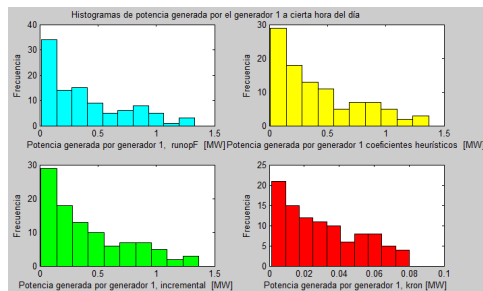 Histogramas de potencia generada por el generador 1 a cierta hora del día
40
30
20
10
0
Frecuencia
0 0.5 1 1.5
Potencia generada por generador 1, runopF [MW]
30
20
10
0
Frecuencia
0 0.5 1 1.5
Potencia generada por generador 1 coeficientes heurísticos [MW]
30
20
10
0
Frecuencia
0 0.5 1 1.5
Potencia generada por generador 1, incremental [MW]
25
20
15
10
5
0
Frecuencia
0 0.02 0.04 0.06 0.08 0.1
Potencia generada por generador 1, kron [MW]